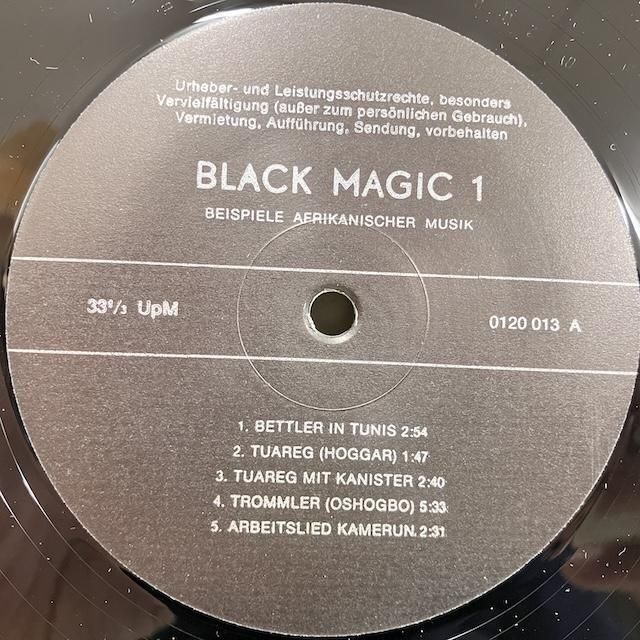 Urheber- und Leistungsschutzrechte, besonders
Vervielfältigung (außer zum persönlichen Gebrauch),
Vermietung, Aufführung, Sendung, vorbehalten
BLACK MAGIC 1
BEISPIELE AFRIKANISCHER MUSIK
33⅓ UpM
0120 013 A
1. BETTLER IN TUNIS 2:54
2. TUAREG (HOGGAR) 1:47
3. TUAREG MIT KANISTER 2:40
4. TROMMLER (OSHOGBO) 5:33
5. ARBEITSLIED KAMERUN 2:31